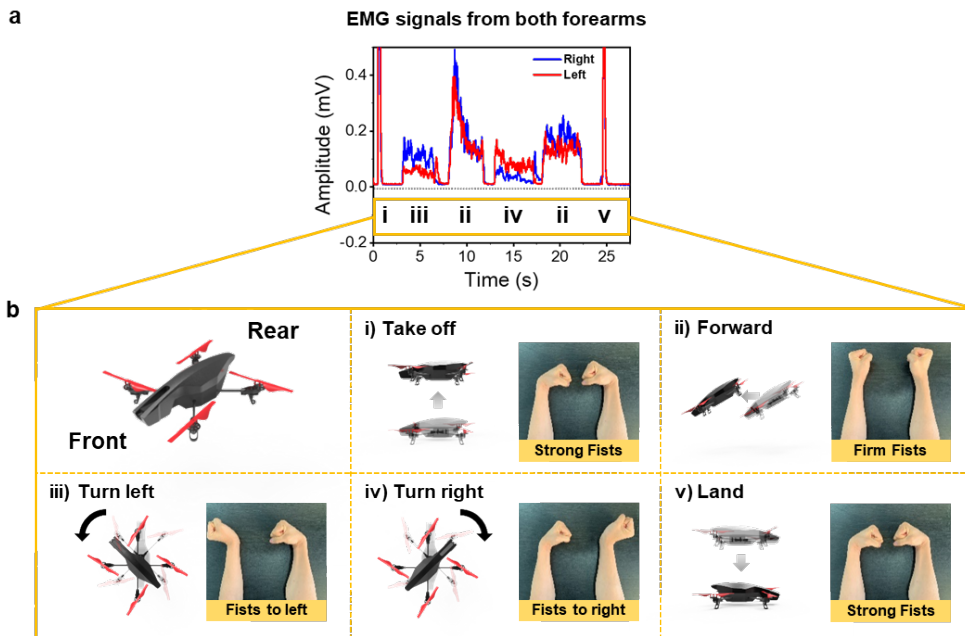 a
EMG signals from both forearms
Right
Left
Amplitude (mV)
0.4
0.2
0.0
-0.2
i iii ii iv ii v
0 5 10 15 20 25
Time (s)
b
Rear
Front
i) Take off
Strong Fists
ii) Forward
Firm Fists
iii) Turn left
Fists to left
iv) Turn right
Fists to right
v) Land
Strong Fists